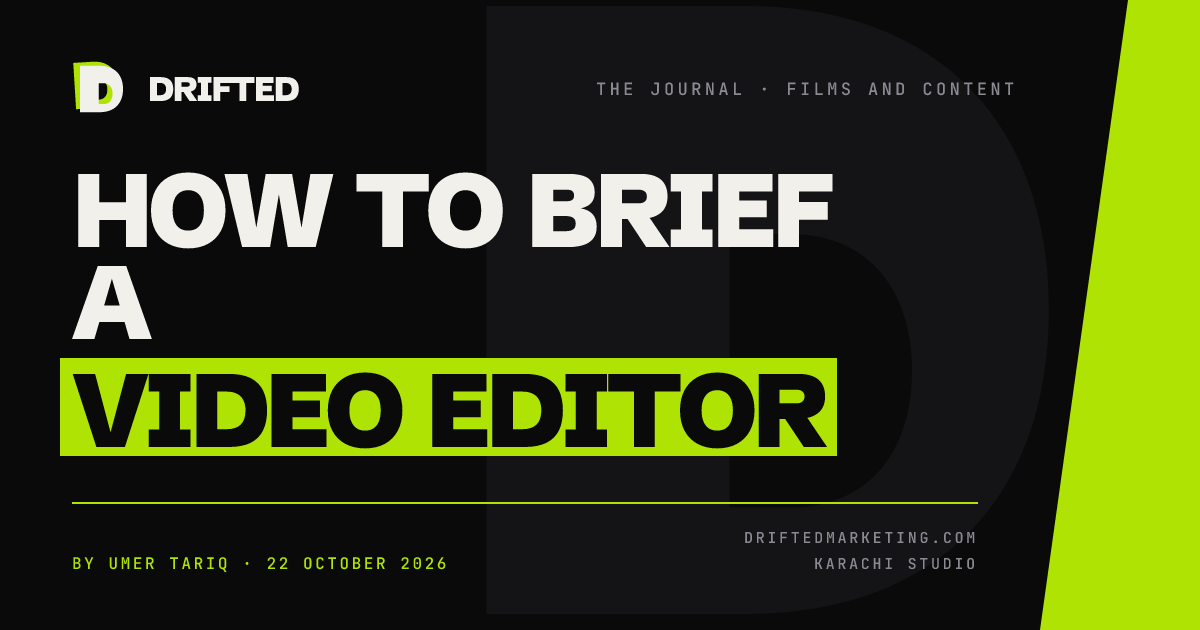 DRIFTED
THE JOURNAL · FILMS AND CONTENT
HOW TO BRIEF
A
VIDEO EDITOR
DRIFTEDMARKETING.COM
BY UMER TARIQ · 22 OCTOBER 2026
KARACHI STUDIO